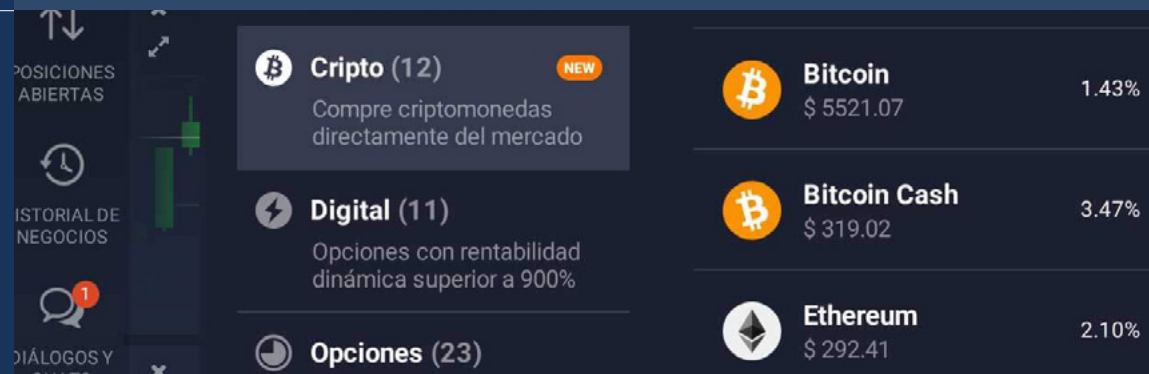 POSICIONES
ABIERTAS
HISTORIAL DE
NEGOCIOS
1
DIÁLOGOS Y
Cripto (12)
NEW
Compre criptomonedas
directamente del mercado
Digital (11)
Opciones con rentabilidad
dinámica superior a 900%
Opciones (23)
Bitcoin
1.43%
$ 5521.07
Bitcoin Cash
3.47%
$ 319.02
Ethereum
2.10%
$ 292.41